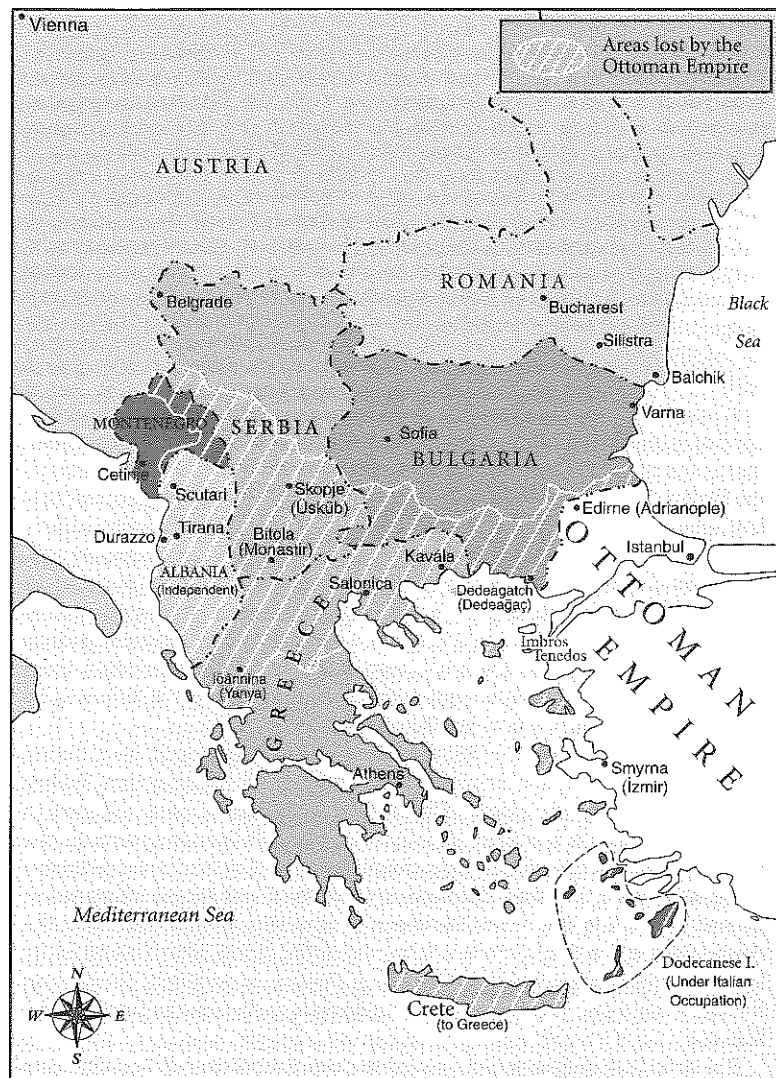 Vienna
Areas lost by the
Ottoman Empire
AUSTRIA
ROMANIA
Belgrade
Bucharest
Black
Sea
Silistra
Balchik
Varna
MONTENEGRO
SERBIA
Sofia
BULGARIA
Cetinje
Scutari
Skopje
(Üsküb)
Edirne (Adrianople)
Durazzo
Tirana
Bitola
(Monastir)
Istanbul
Kavala
ALBANIA
(Independent)
Salonica
Dedeagatch
(Dedeağaç)
OTTOMAN
EMPIRE
Imbros
Tenedos
Ioannina
(Yanya)
GREECE
Athens
Smyrna
(İzmir)
Mediterranean Sea
Dodecanese I.
(Under Italian
Occupation)
Crete
(to Greece)
N
W
E
S